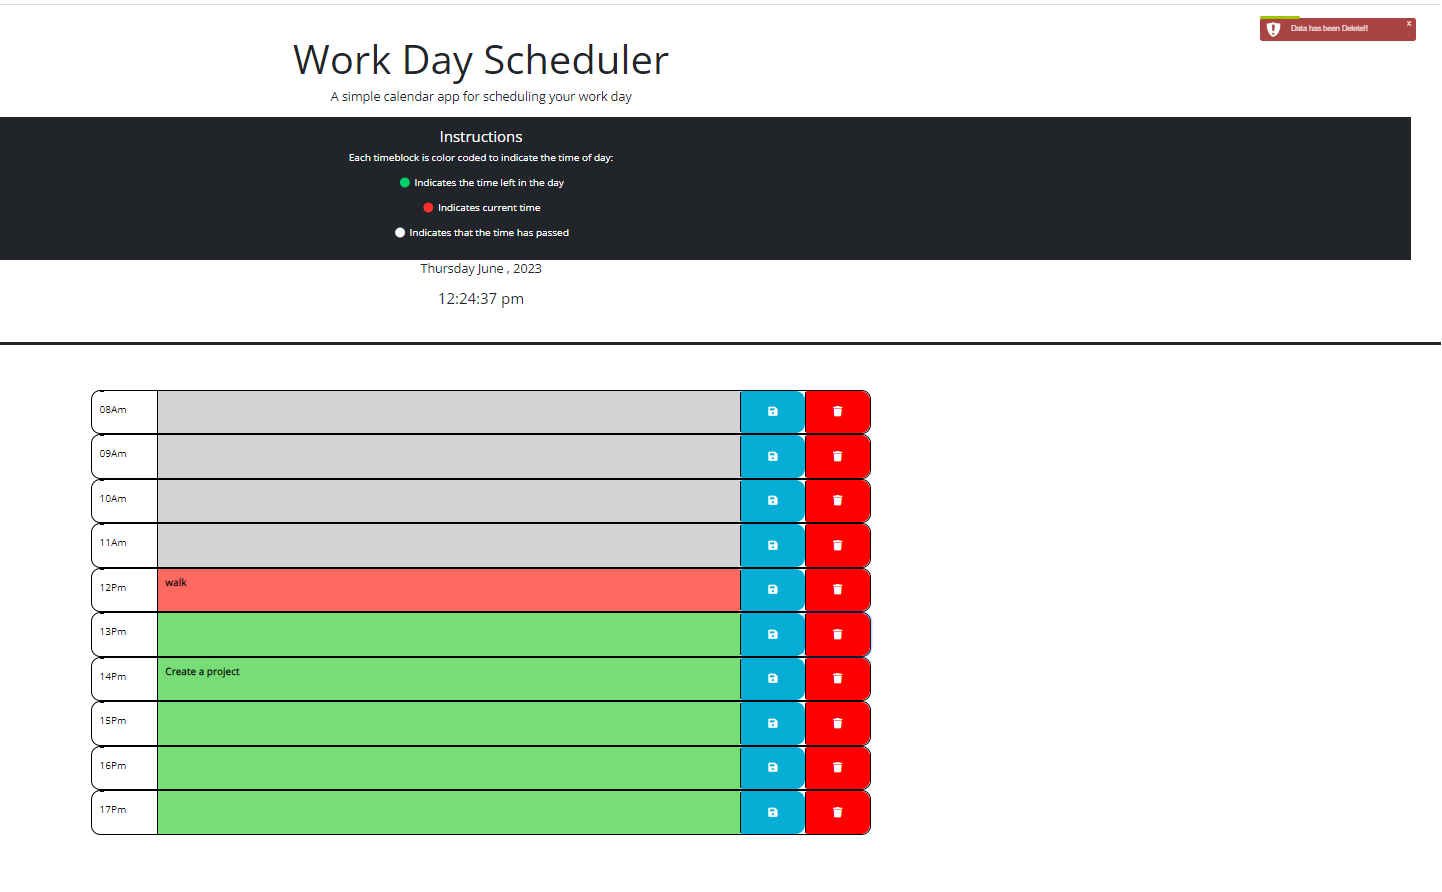 Data has been Delete!!
x
Work Day Scheduler
A simple calendar app for scheduling your work day
Instructions
Each timeblock is color coded to indicate the time of day:
Indicates the time left in the day
Indicates current time
Indicates that the time has passed
Thursday June , 2023
12:24:37 pm
08Am
09Am
10Am
11Am
12Pm walk
13Pm
14Pm Create a project
15Pm
16Pm
17Pm